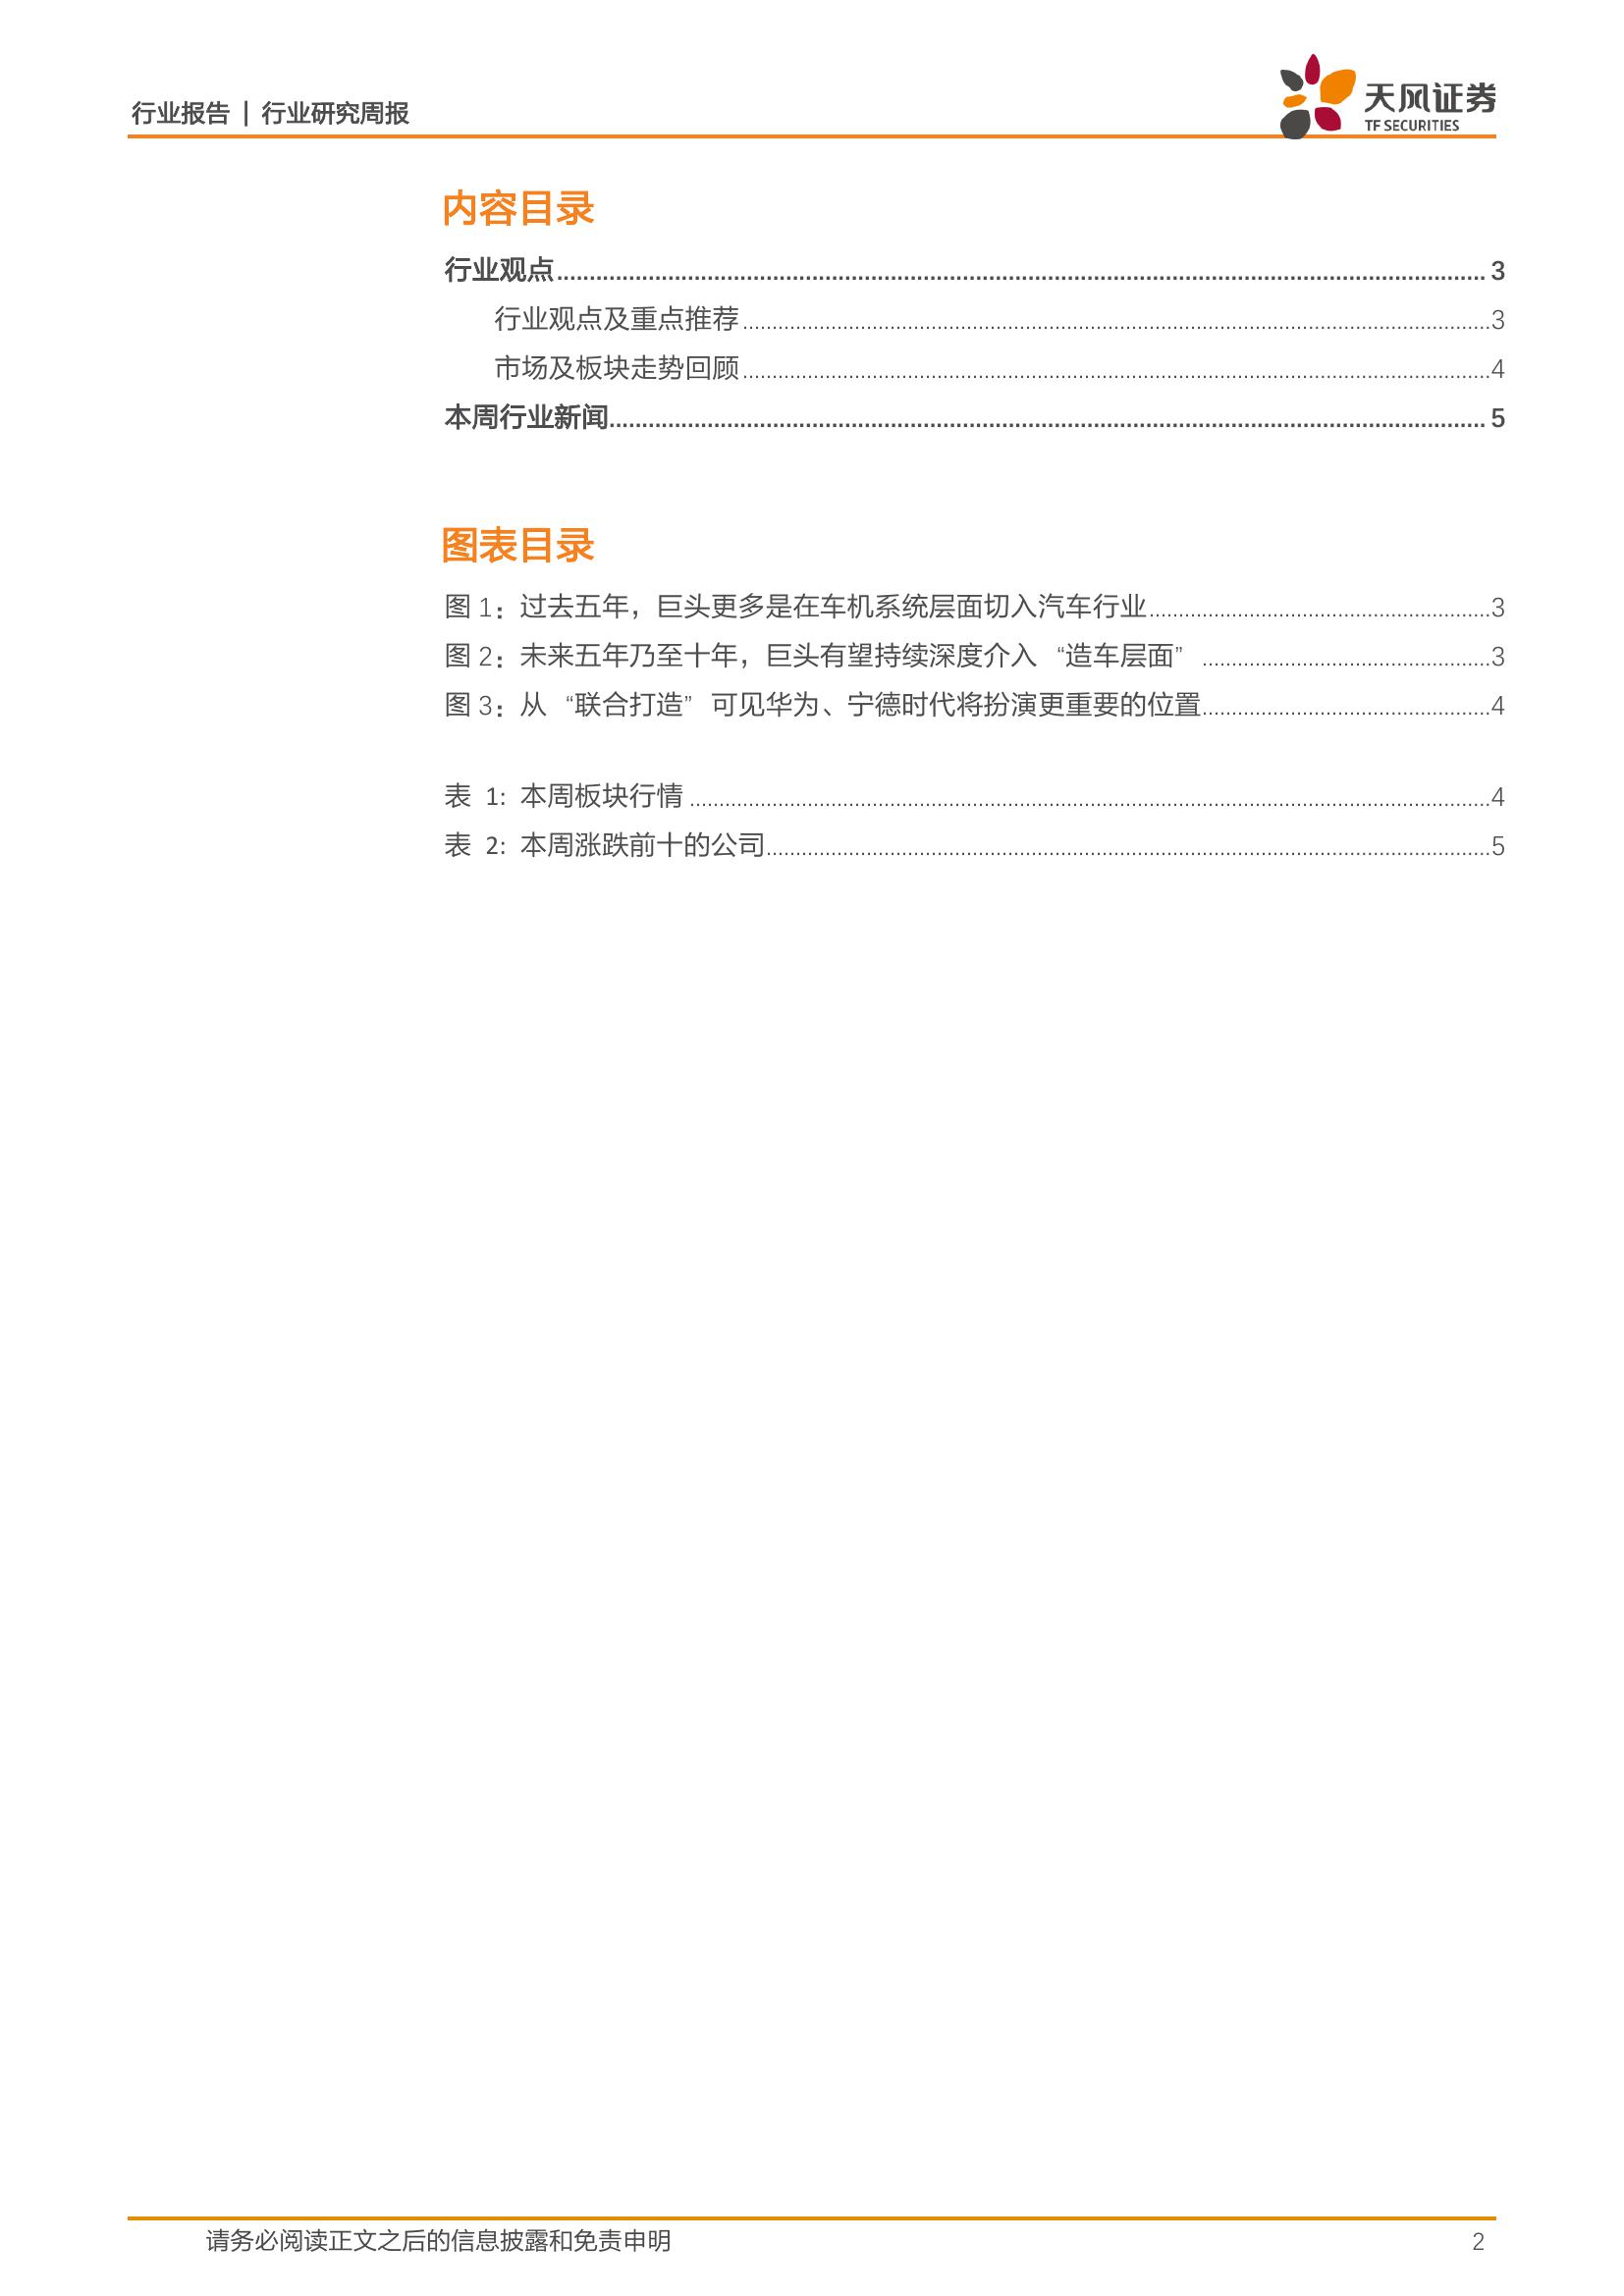 行业报告 | 行业研究周报
天风证券
TF SECURITIES
内容目录
行业观点 3
行业观点及重点推荐 3
市场及板块走势回顾 4
本周行业新闻 5
图表目录
图 1：过去五年，巨头更多是在车机系统层面切入汽车行业 3
图 2：未来五年乃至十年，巨头有望持续深度介入 “造车层面” 3
图 3：从 “联合打造” 可见华为、宁德时代将扮演更重要的位置 4
表 1: 本周板块行情 4
表 2: 本周涨跌前十的公司 5
请务必阅读正文之后的信息披露和免责申明 2